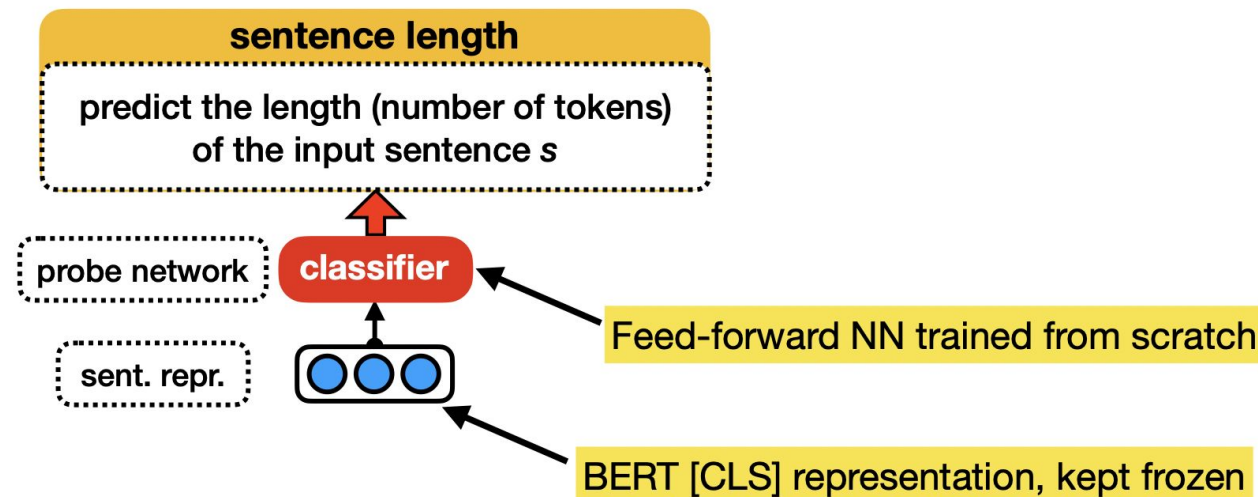 sentence length
predict the length (number of tokens)
of the input sentence s
probe network
classifier
Feed-forward NN trained from scratch
sent. repr.
BERT [CLS] representation, kept frozen